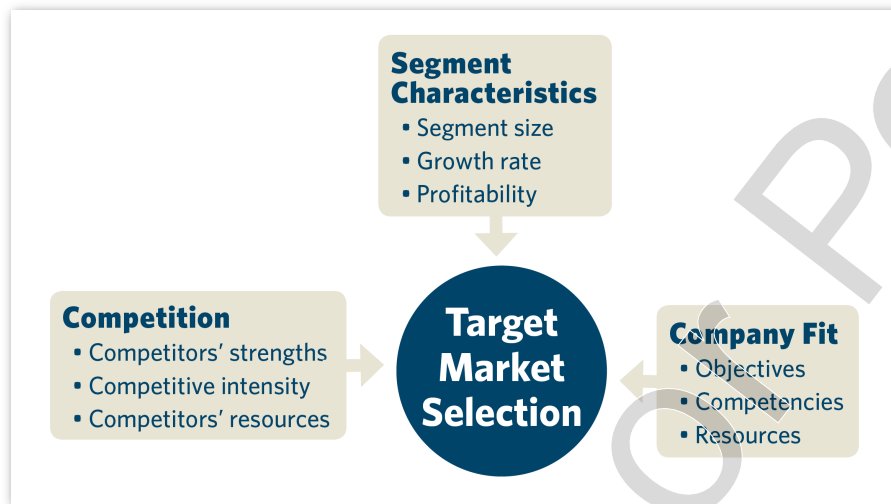 Segment
Characteristics
• Segment size
• Growth rate
• Profitability
Competition
• Competitors’ strengths
• Competitive intensity
• Competitors’ resources
Target
Market
Selection
Company Fit
• Objectives
• Competencies
• Resources
or P